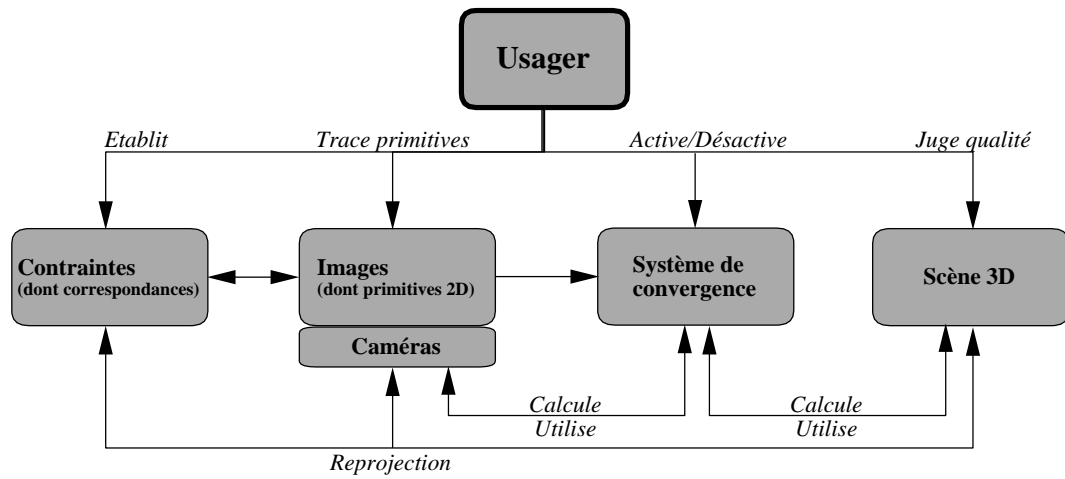 Usager
Etablit
Trace primitives
Active/Désactive
Juge qualité
Contraintes
(dont correspondances)
Images
(dont primitives 2D)
Système de
convergence
Scène 3D
Caméras
Calcule
Utilise
Calcule
Utilise
Reprojection